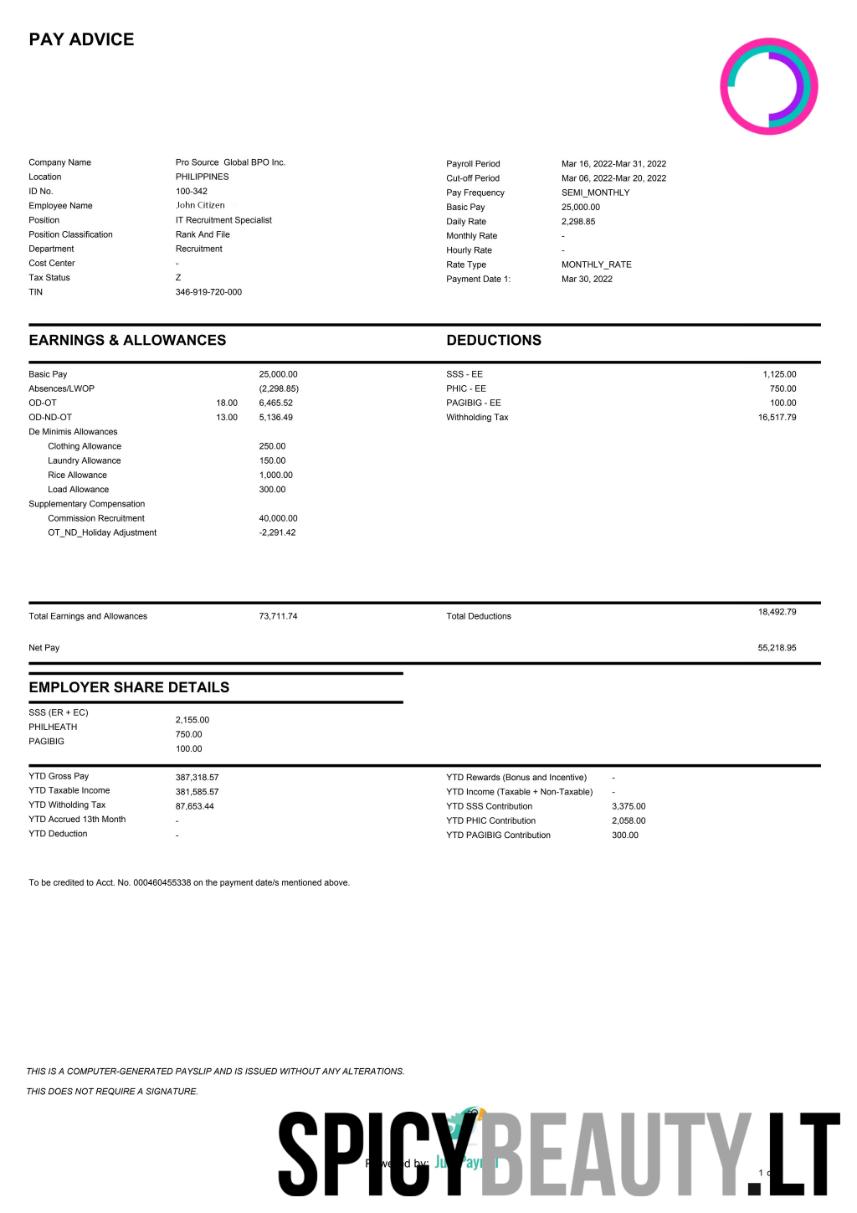 PAY ADVICE
Company Name Pro Source Global BPO Inc.
Location PHILIPPINES
ID No. 100-342
Employee Name John Citizen
Position IT Recruitment Specialist
Position Classification Rank And File
Department Recruitment
Cost Center -
Tax Status Z
TIN 346-919-720-000
Payroll Period Mar 16, 2022-Mar 31, 2022
Cut-off Period Mar 06, 2022-Mar 20, 2022
Pay Frequency SEMI_MONTHLY
Basic Pay 25,000.00
Daily Rate 2,298.85
Monthly Rate -
Hourly Rate -
Rate Type MONTHLY_RATE
Payment Date 1: Mar 30, 2022
EARNINGS & ALLOWANCES
Basic Pay 25,000.00
Absences/LWOP (2,298.85)
OD-OT 18.00 6,465.52
OD-ND-OT 13.00 5,136.49
De Minimis Allowances
Clothing Allowance 250.00
Laundry Allowance 150.00
Rice Allowance 1,000.00
Load Allowance 300.00
Supplementary Compensation
Commission Recruitment 40,000.00
OT_ND_Holiday Adjustment -2,291.42
DEDUCTIONS
SSS - EE 1,125.00
PHIC - EE 750.00
PAGIBIG - EE 100.00
Withholding Tax 16,517.79
Total Earnings and Allowances 73,711.74
Total Deductions 18,492.79
Net Pay 55,218.95
EMPLOYER SHARE DETAILS
SSS (ER + EC) 2,155.00
PHILHEATH 750.00
PAGIBIG 100.00
YTD Gross Pay 387,318.57
YTD Taxable Income 381,585.57
YTD Witholding Tax 87,653.44
YTD Accrued 13th Month -
YTD Deduction -
YTD Rewards (Bonus and Incentive) -
YTD Income (Taxable + Non-Taxable) -
YTD SSS Contribution 3,375.00
YTD PHIC Contribution 2,058.00
YTD PAGIBIG Contribution 300.00
To be credited to Acct. No. 000460455338 on the payment date/s mentioned above.
THIS IS A COMPUTER-GENERATED PAYSLIP AND IS ISSUED WITHOUT ANY ALTERATIONS.
THIS DOES NOT REQUIRE A SIGNATURE.
SPICYBEAUTY.LT
by:
1